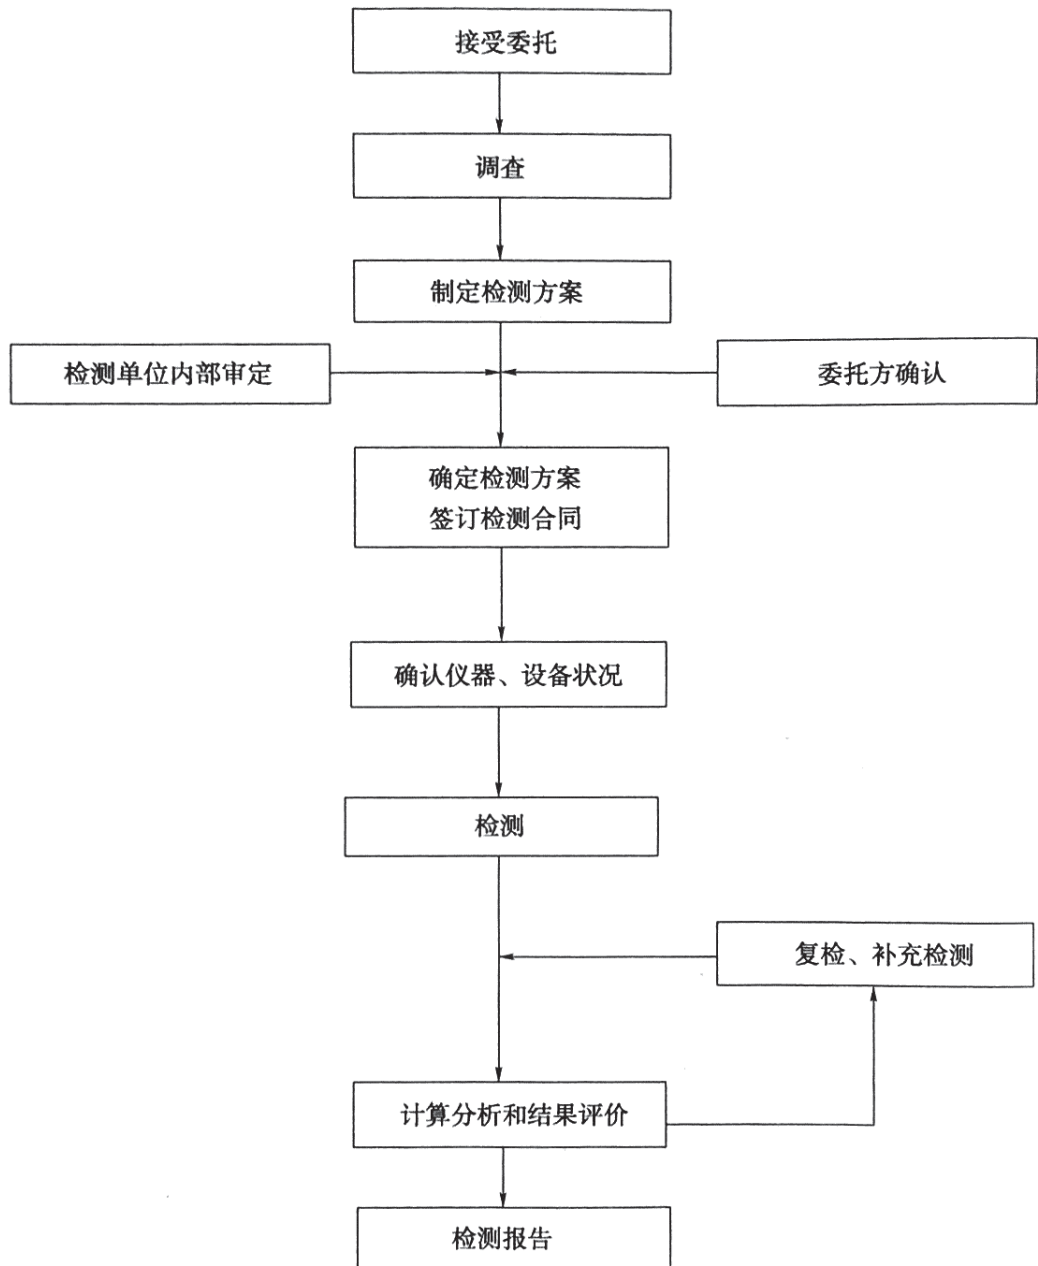 接受委托
调查
制定检测方案
检测单位内部审定
委托方确认
确定检测方案
签订检测合同
确认仪器、设备状况
检测
复检、补充检测
计算分析和结果评价
检测报告